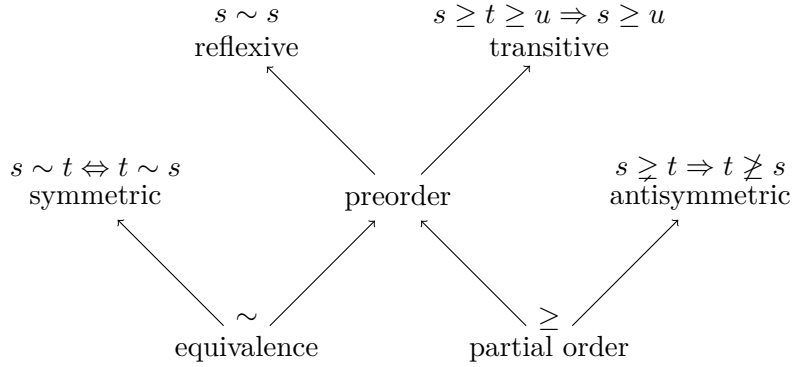 s ∼ s
reflexive
s ≥ t ≥ u ⇒ s ≥ u
transitive
s ∼ t ⇔ t ∼ s
symmetric
preorder
s ≩ t ⇒ t ≱ s
antisymmetric
∼
equivalence
≥
partial order